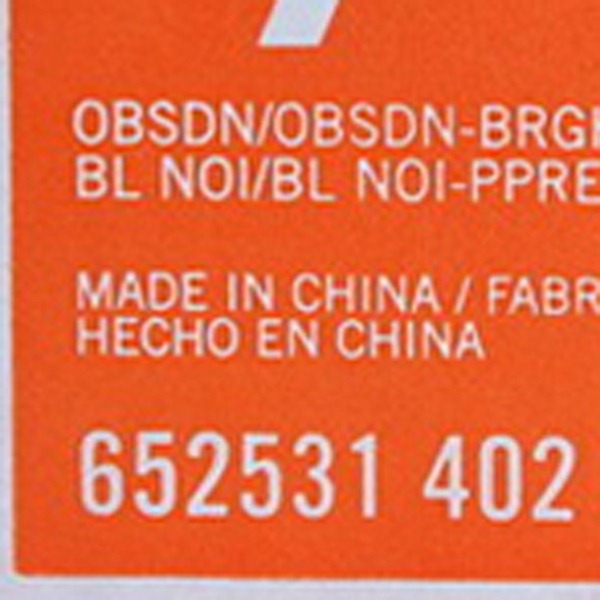 OBSDN/OBSDN-BRG
BL NOI/BL NOI-PPRE
MADE IN CHINA / FABR
HECHO EN CHINA
652531 402